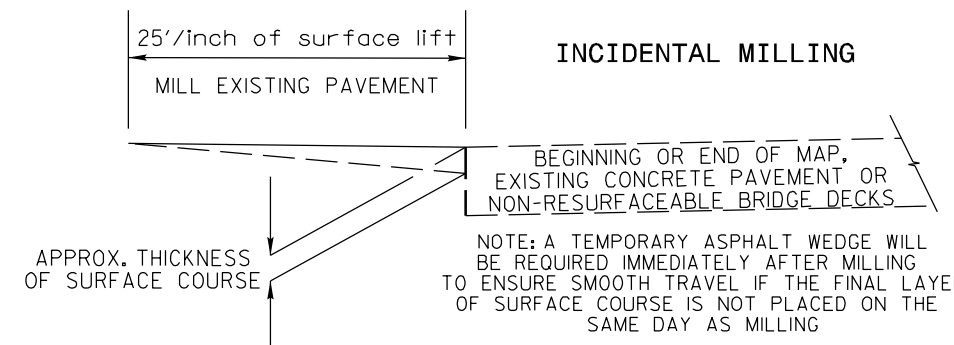 25'/inch of surface lift
MILL EXISTING PAVEMENT
INCIDENTAL MILLING
BEGINNING OR END OF MAP,
EXISTING CONCRETE PAVEMENT OR
NON-RESURFACEABLE BRIDGE DECKS
APPROX. THICKNESS
OF SURFACE COURSE
NOTE: A TEMPORARY ASPHALT WEDGE WILL
BE REQUIRED IMMEDIATELY AFTER MILLING
TO ENSURE SMOOTH TRAVEL IF THE FINAL LAYE
OF SURFACE COURSE IS NOT PLACED ON THE
SAME DAY AS MILLING